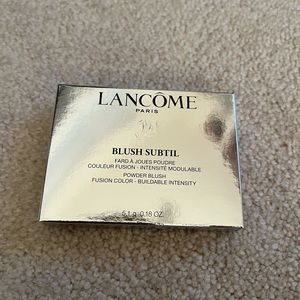 LANCÔME
PARIS
BLUSH SUBTIL
FARD À JOUES POUDRE
COULEUR FUSION - INTENSITÉ MODULABLE
POWDER BLUSH
FUSION COLOR - BUILDABLE INTENSITY
5.1 g 0.18 OZ.